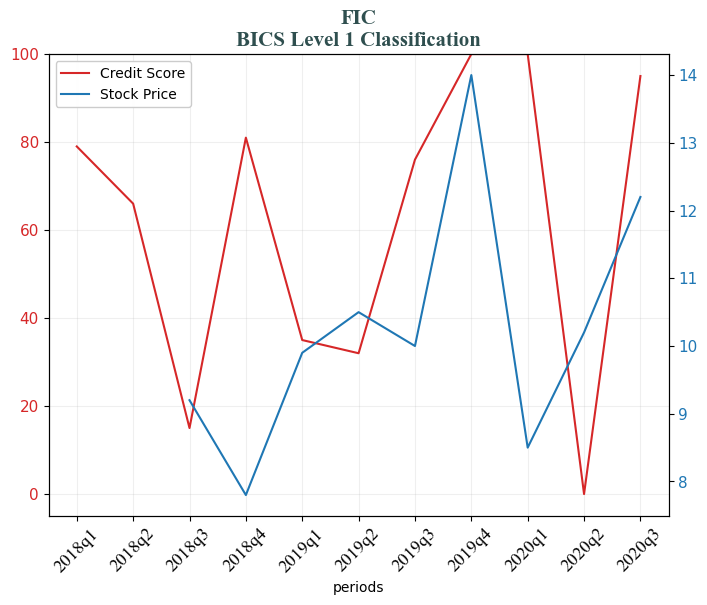 FIC
BICS Level 1 Classification
Credit Score
Stock Price
100
80
60
40
20
0
14
13
12
11
10
9
8
2018q1
2018q2
2018q3
2018q4
2019q1
2019q2
2019q3
2019q4
2020q1
2020q2
2020q3
periods